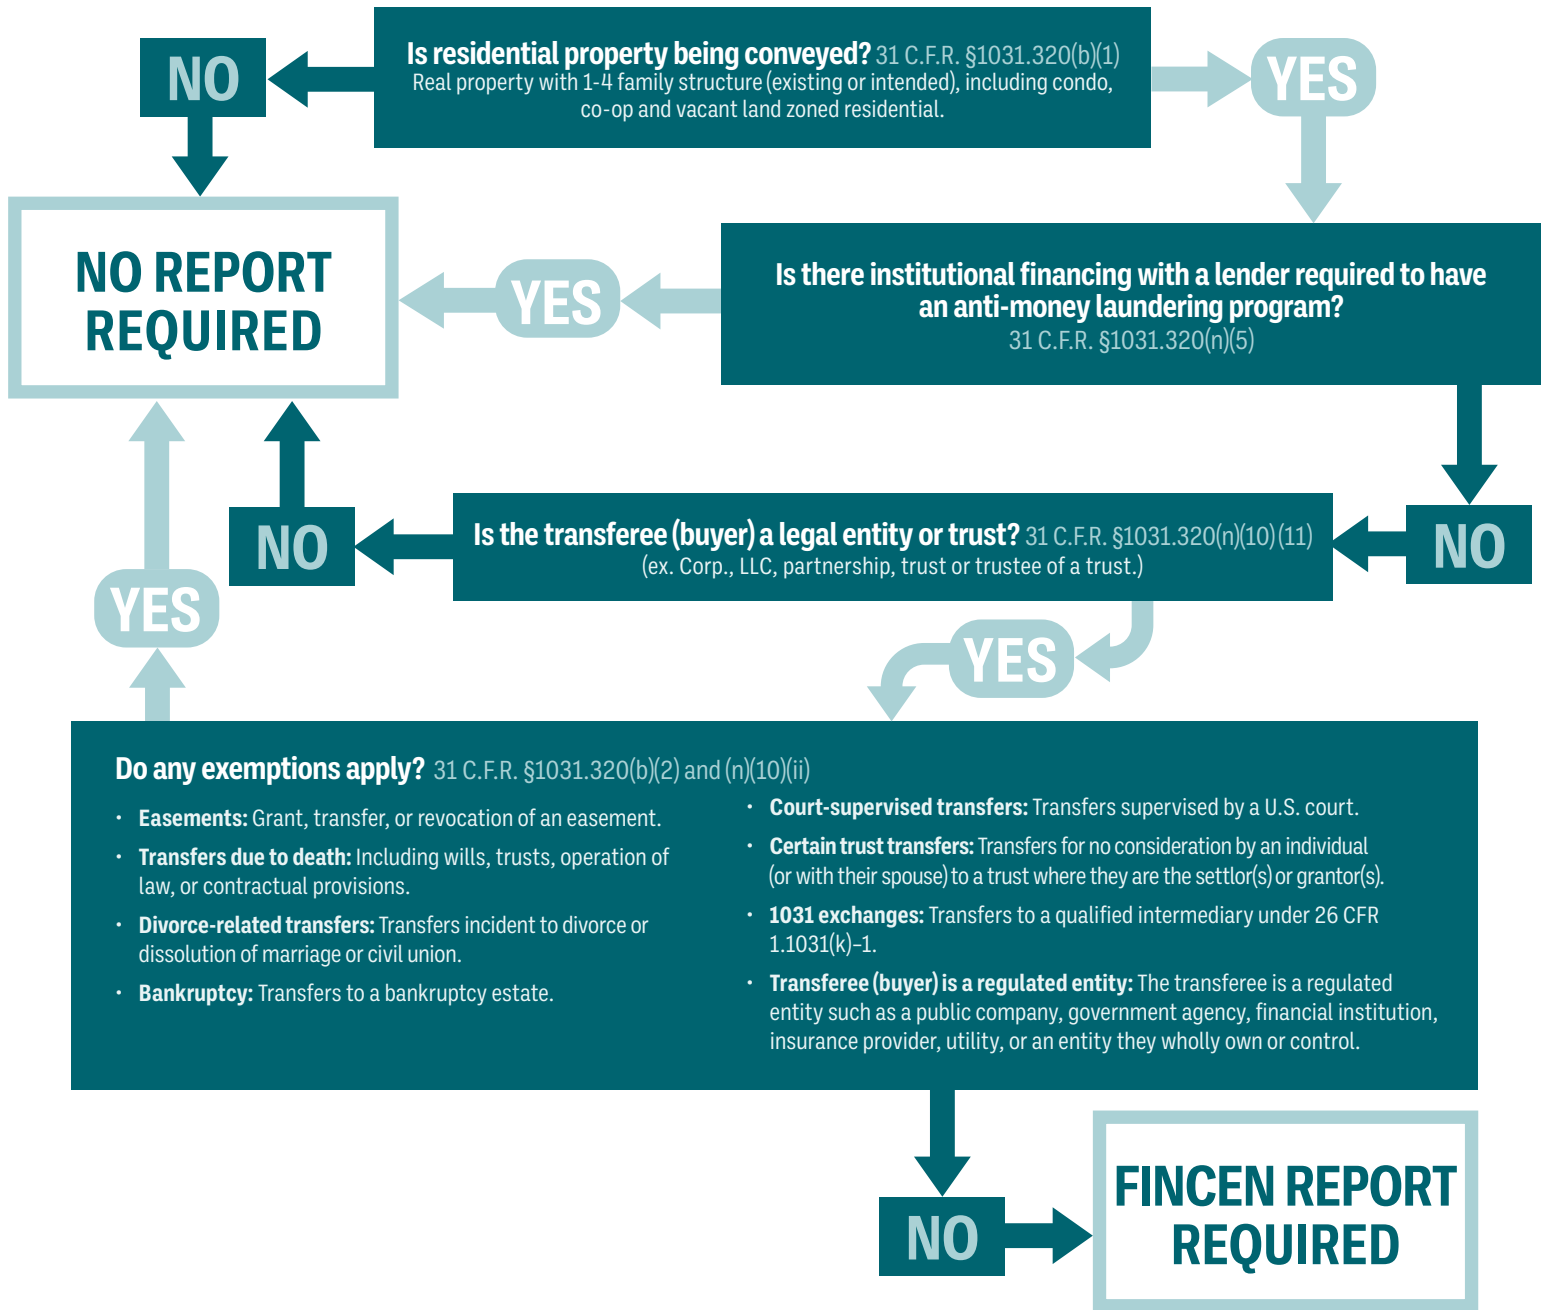 Is residential property being conveyed? 31 C.F.R. §1031.320(b)(1)
Real property with 1-4 family structure (existing or intended), including condo,
co-op and vacant land zoned residential.
NO
YES
NO REPORT
REQUIRED
Is there institutional financing with a lender required to have
an anti-money laundering program?
31 C.F.R. §1031.320(n)(5)
YES
NO
Is the transferee (buyer) a legal entity or trust? 31 C.F.R. §1031.320(n)(10)(11)
(ex. Corp., LLC, partnership, trust or trustee of a trust.)
NO
YES
YES
Do any exemptions apply? 31 C.F.R. §1031.320(b)(2) and (n)(10)(ii)
• Easements: Grant, transfer, or revocation of an easement.
• Transfers due to death: Including wills, trusts, operation of
law, or contractual provisions.
• Divorce-related transfers: Transfers incident to divorce or
dissolution of marriage or civil union.
• Bankruptcy: Transfers to a bankruptcy estate.
• Court-supervised transfers: Transfers supervised by a U.S. court.
• Certain trust transfers: Transfers for no consideration by an individual
(or with their spouse) to a trust where they are the settlor(s) or grantor(s).
• 1031 exchanges: Transfers to a qualified intermediary under 26 CFR
1.1031(k)–1.
• Transferee (buyer) is a regulated entity: The transferee is a regulated
entity such as a public company, government agency, financial institution,
insurance provider, utility, or an entity they wholly own or control.
NO
FINCEN REPORT
REQUIRED